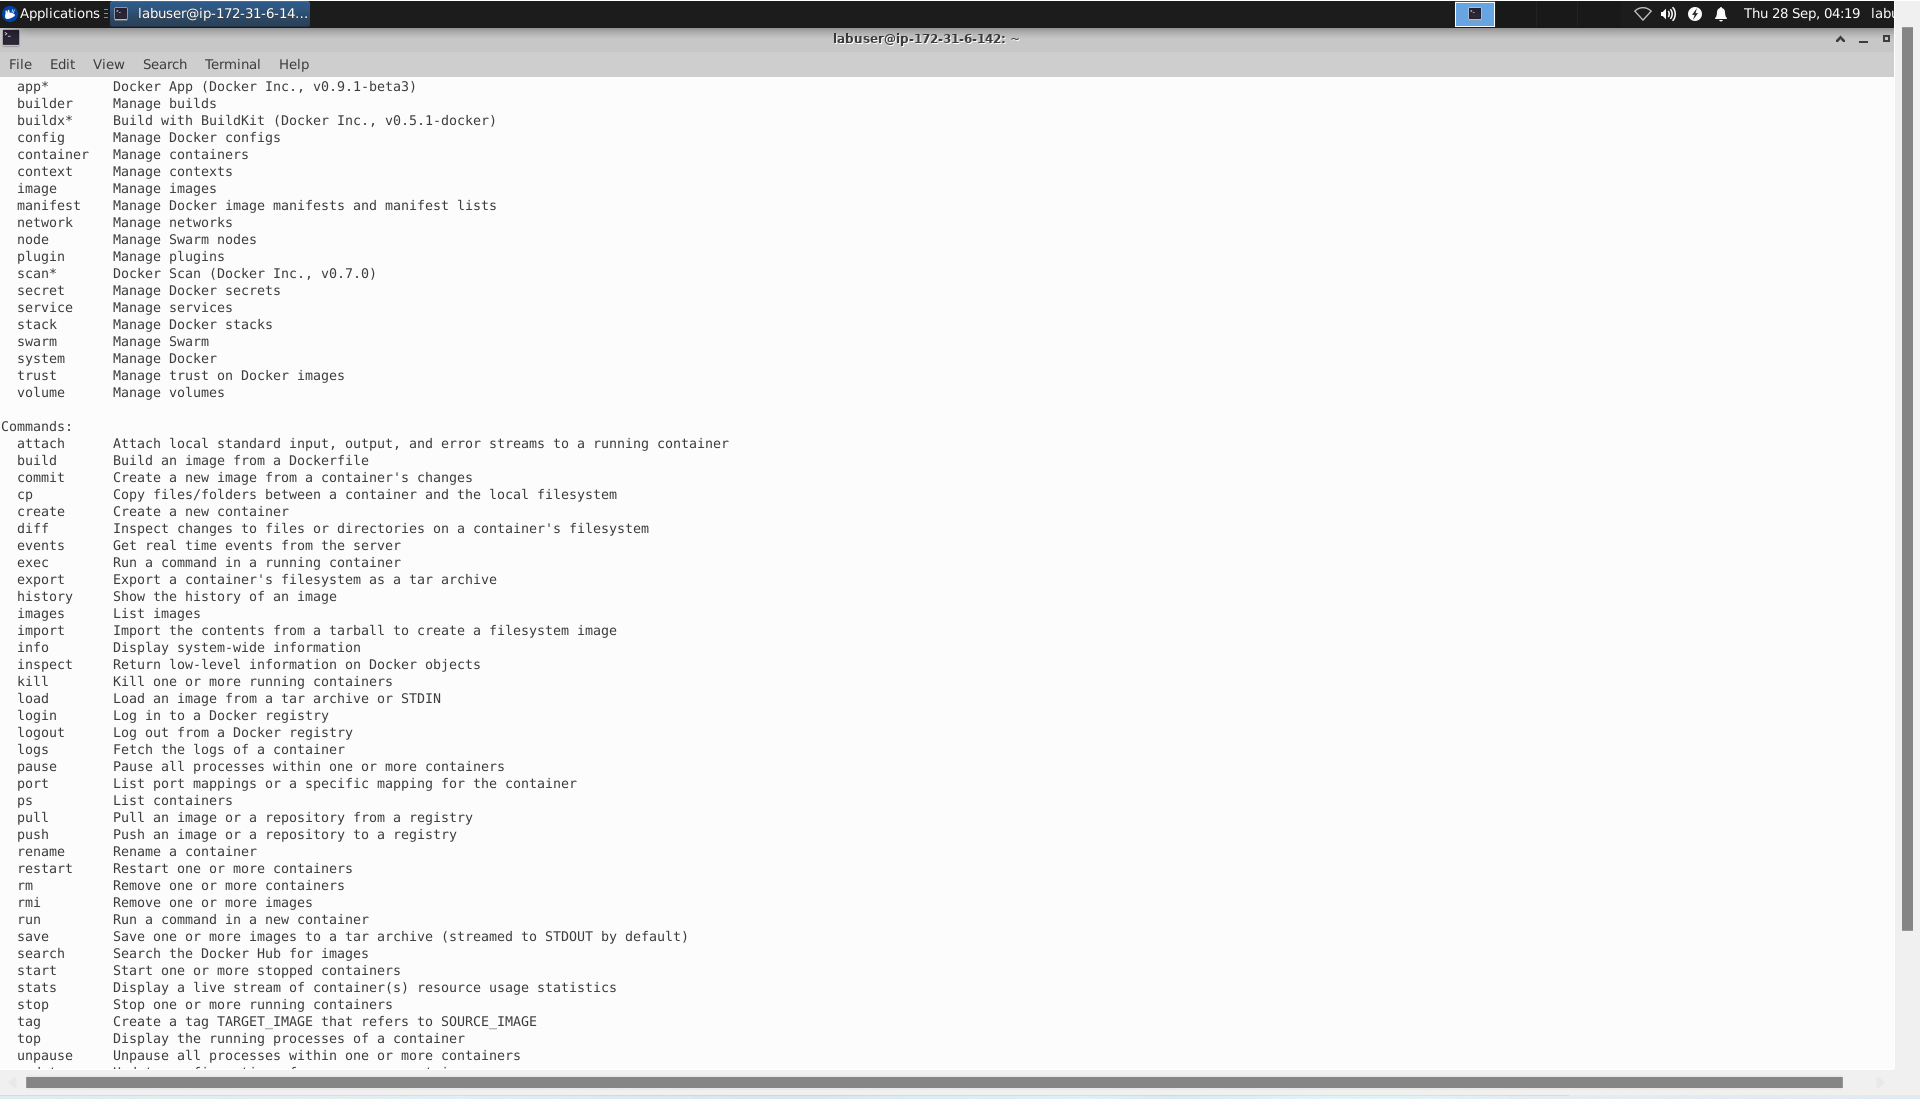 Applications
labuser@ip-172-31-6-14...
Thu 28 Sep, 04:19 labu
labuser@ip-172-31-6-142: ~
File Edit View Search Terminal Help
app* Docker App (Docker Inc., v0.9.1-beta3)
builder Manage builds
buildx* Build with BuildKit (Docker Inc., v0.5.1-docker)
config Manage Docker configs
container Manage containers
context Manage contexts
image Manage images
manifest Manage Docker image manifests and manifest lists
network Manage networks
node Manage Swarm nodes
plugin Manage plugins
scan* Docker Scan (Docker Inc., v0.7.0)
secret Manage Docker secrets
service Manage services
stack Manage Docker stacks
swarm Manage Swarm
system Manage Docker
trust Manage trust on Docker images
volume Manage volumes
Commands:
attach Attach local standard input, output, and error streams to a running container
build Build an image from a Dockerfile
commit Create a new image from a container's changes
cp Copy files/folders between a container and the local filesystem
create Create a new container
diff Inspect changes to files or directories on a container's filesystem
events Get real time events from the server
exec Run a command in a running container
export Export a container's filesystem as a tar archive
history Show the history of an image
images List images
import Import the contents from a tarball to create a filesystem image
info Display system-wide information
inspect Return low-level information on Docker objects
kill Kill one or more running containers
load Load an image from a tar archive or STDIN
login Log in to a Docker registry
logout Log out from a Docker registry
logs Fetch the logs of a container
pause Pause all processes within one or more containers
port List port mappings or a specific mapping for the container
ps List containers
pull Pull an image or a repository from a registry
push Push an image or a repository to a registry
rename Rename a container
restart Restart one or more containers
rm Remove one or more containers
rmi Remove one or more images
run Run a command in a new container
save Save one or more images to a tar archive (streamed to STDOUT by default)
search Search the Docker Hub for images
start Start one or more stopped containers
stats Display a live stream of container(s) resource usage statistics
stop Stop one or more running containers
tag Create a tag TARGET_IMAGE that refers to SOURCE_IMAGE
top Display the running processes of a container
unpause Unpause all processes within one or more containers